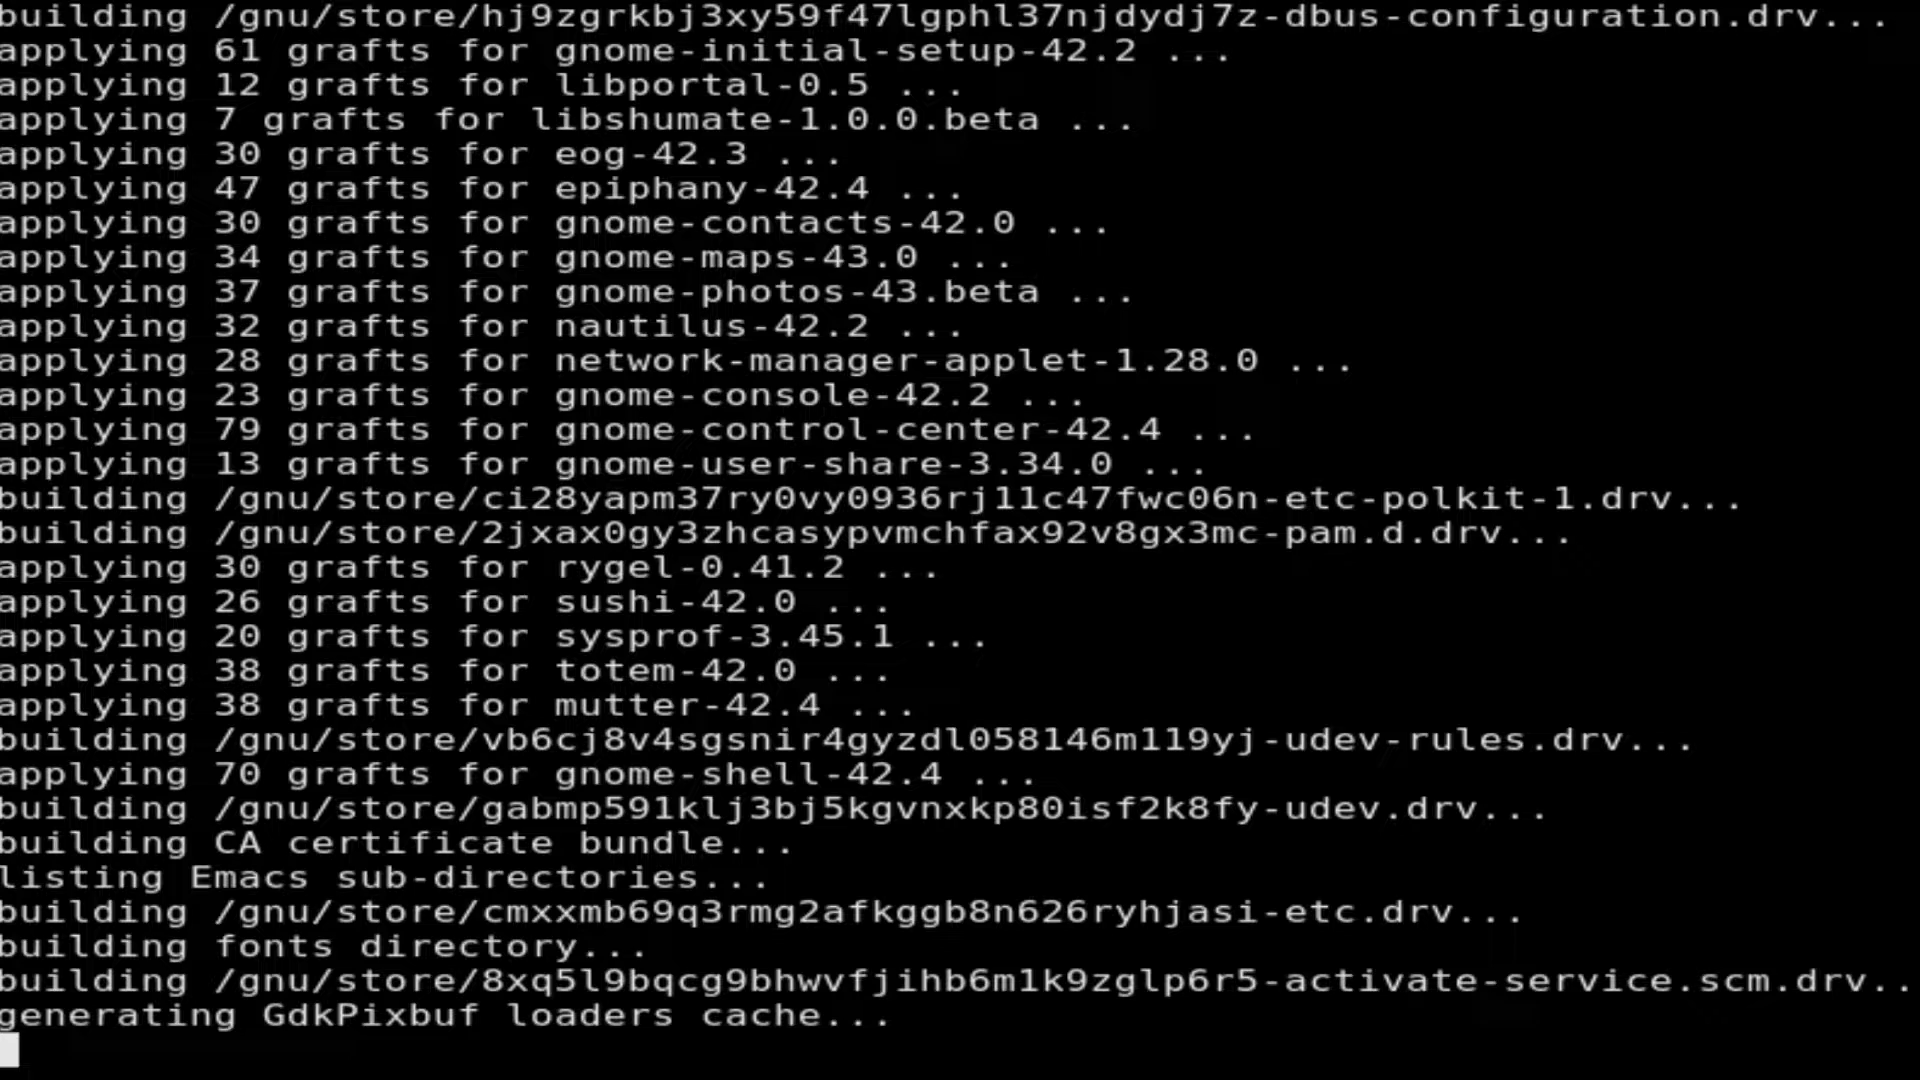 building /gnu/store/hj9zgrkbj3xy59f47lgphl37njdydj7z-dbus-configuration.drv...
applying 61 grafts for gnome-initial-setup-42.2 ...
applying 12 grafts for libportal-0.5 ...
applying 7 grafts for libshumate-1.0.0.beta ...
applying 30 grafts for eog-42.3 ...
applying 47 grafts for epiphany-42.4 ...
applying 30 grafts for gnome-contacts-42.0 ...
applying 34 grafts for gnome-maps-43.0 ...
applying 37 grafts for gnome-photos-43.beta ...
applying 32 grafts for nautilus-42.2 ...
applying 28 grafts for network-manager-applet-1.28.0 ...
applying 23 grafts for gnome-console-42.2 ...
applying 79 grafts for gnome-control-center-42.4 ...
applying 13 grafts for gnome-user-share-3.34.0 ...
building /gnu/store/ci28yapm37ry0vy0936rj11c47fwc06n-etc-polkit-1.drv...
building /gnu/store/2jxax0gy3zhcasypvmchfax92v8gx3mc-pam.d.drv...
applying 30 grafts for rygel-0.41.2 ...
applying 26 grafts for sushi-42.0 ...
applying 20 grafts for sysprof-3.45.1 ...
applying 38 grafts for totem-42.0 ...
applying 38 grafts for mutter-42.4 ...
building /gnu/store/vb6cj8v4sgsnir4gyzdl058146m119yj-udev-rules.drv...
applying 70 grafts for gnome-shell-42.4 ...
building /gnu/store/gabmp591klj3bj5kgvnxkp80isf2k8fy-udev.drv...
building CA certificate bundle...
listing Emacs sub-directories...
building /gnu/store/cmxxmb69q3rmg2afkggb8n626ryhjasi-etc.drv...
building fonts directory...
building /gnu/store/8xq5l9bqcg9bhwvfjihb6m1k9zglp6r5-activate-service.scm.drv..
generating GdkPixbuf loaders cache...